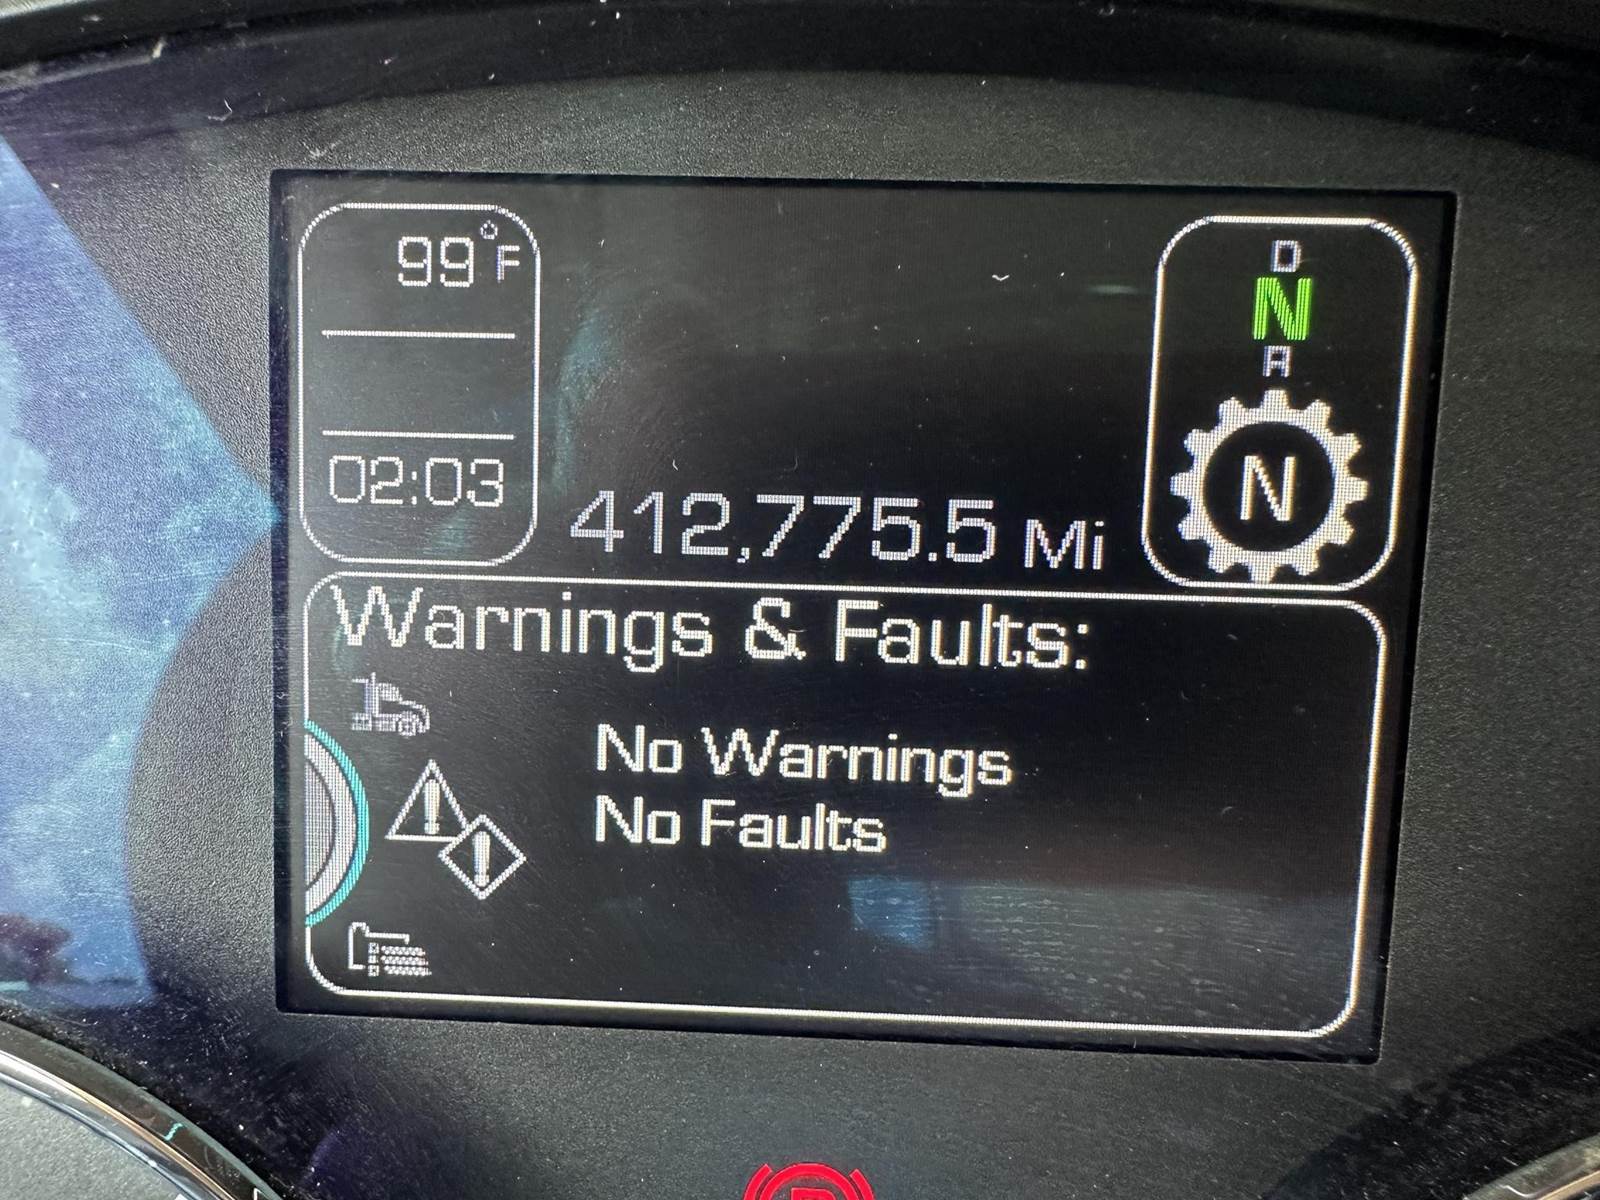 99°F
02:03
412,775.5 Mi
D
N
R
N
Warnings & Faults:
No Warnings
No Faults